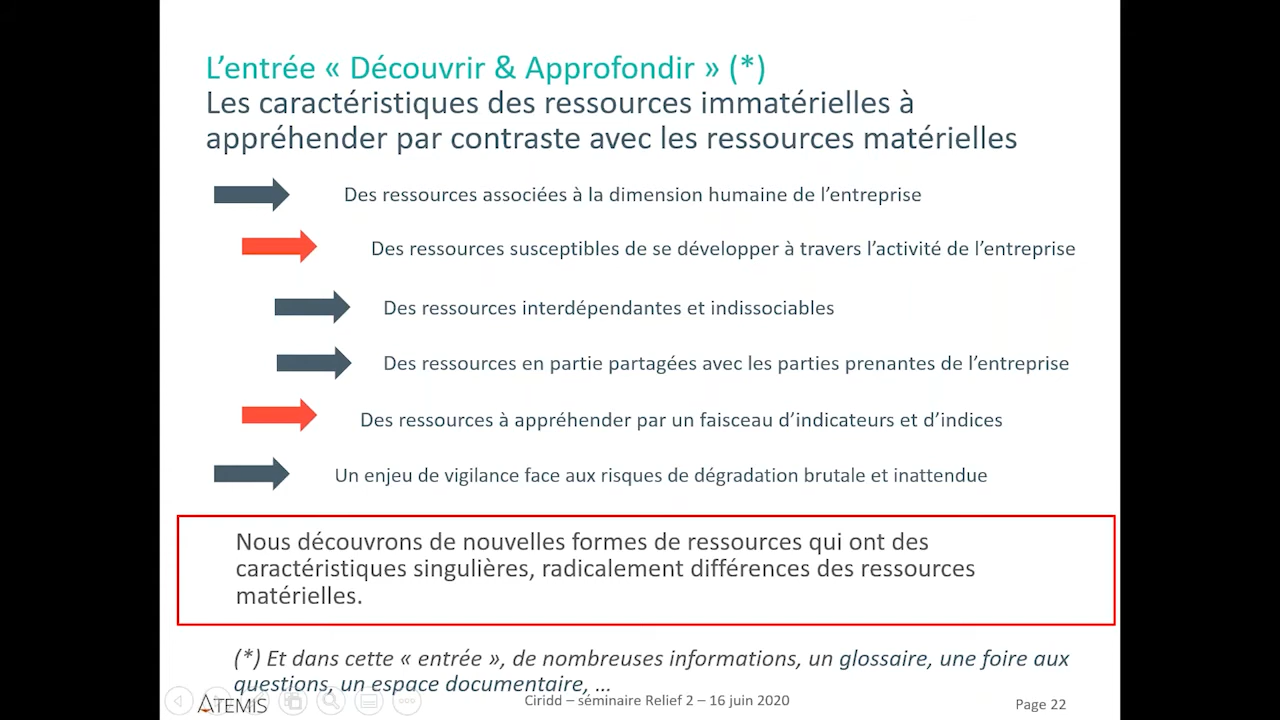 L’entrée « Découvrir & Approfondir » (*)
Les caractéristiques des ressources immatérielles à
appréhender par contraste avec les ressources matérielles
Des ressources associées à la dimension humaine de l’entreprise
Des ressources susceptibles de se développer à travers l’activité de l’entreprise
Des ressources interdépendantes et indissociables
Des ressources en partie partagées avec les parties prenantes de l’entreprise
Des ressources à appréhender par un faisceau d’indicateurs et d’indices
Un enjeu de vigilance face aux risques de dégradation brutale et inattendue
Nous découvrons de nouvelles formes de ressources qui ont des
caractéristiques singulières, radicalement différences des ressources
matérielles.
(*) Et dans cette « entrée », de nombreuses informations, un glossaire, une foire aux
questions, un espace documentaire, …
ATEMIS
Ciridd – séminaire Relief 2 – 16 juin 2020
Page 22